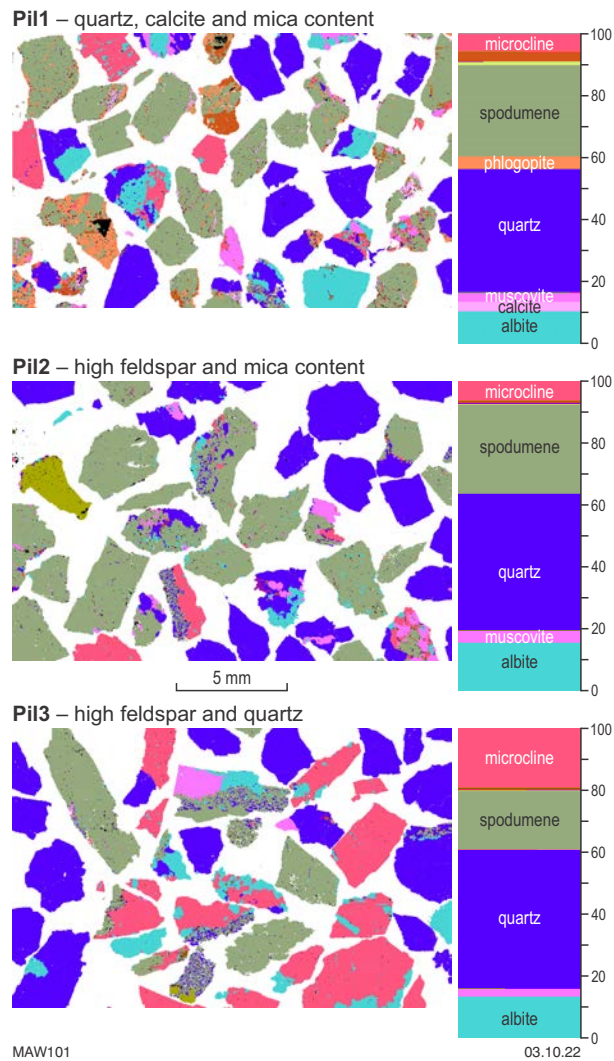 Pil1 – quartz, calcite and mica content
microcline
spodumene
phlogopite
quartz
muscovite
calcite
albite
100
80
60
40
20
0
Pil2 – high feldspar and mica content
microcline
spodumene
quartz
muscovite
albite
100
80
60
40
20
0
5 mm
Pil3 – high feldspar and quartz
microcline
spodumene
quartz
albite
100
80
60
40
20
0
MAW101
03.10.22